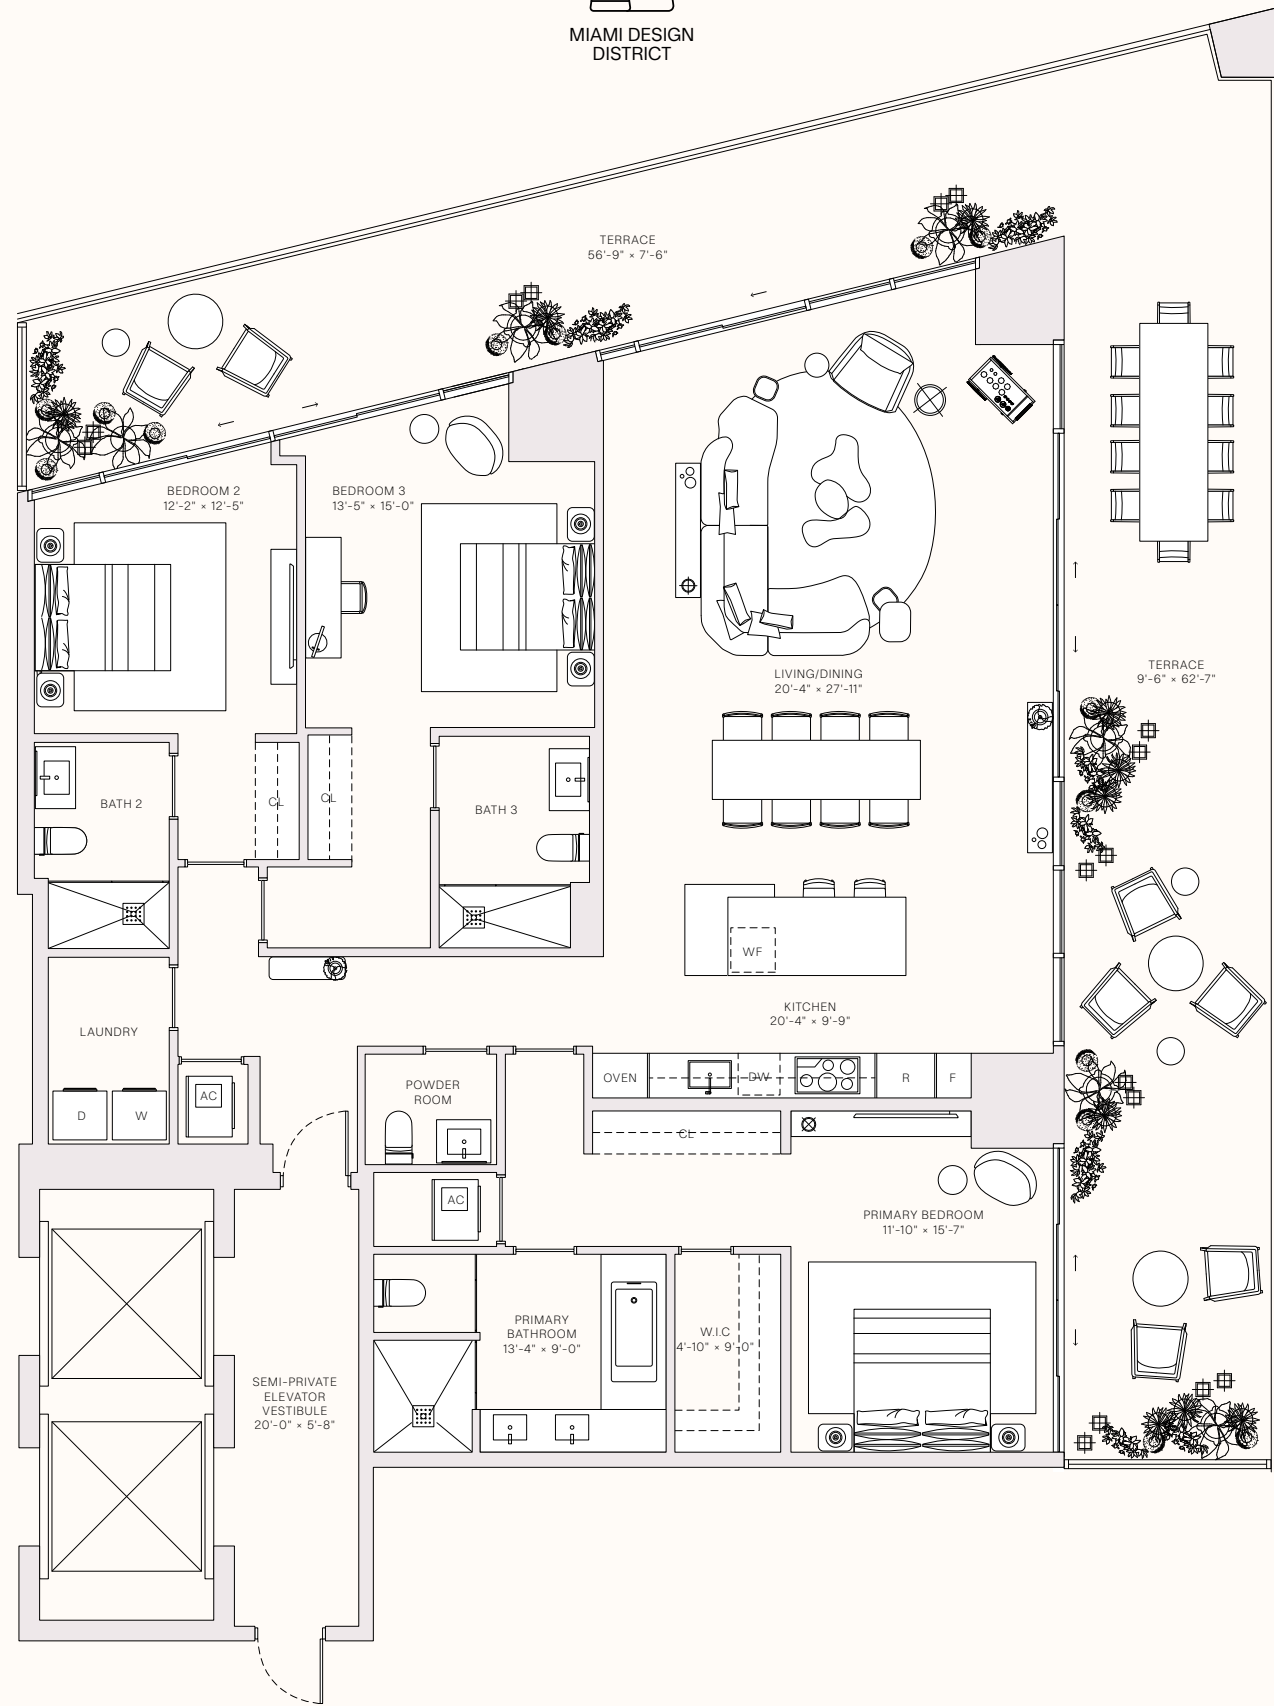 MIAMI DESIGN
DISTRICT
TERRACE
56'-9" × 7'-6"
BEDROOM 2
12'-2" × 12'-5"
BEDROOM 3
13'-5" × 15'-0"
LIVING/DINING
20'-4" × 27'-11"
TERRACE
9'-6" × 62'-7"
BATH 2
CL
CL
BATH 3
WF
KITCHEN
20'-4" × 9'-9"
LAUNDRY
D
W
AC
POWDER
ROOM
OVEN
DW
R
F
CL
AC
PRIMARY BEDROOM
11'-10" × 15'-7"
PRIMARY
BATHROOM
13'-4" × 9'-0"
W.I.C
4'-10" × 9'-0"
SEMI-PRIVATE
ELEVATOR
VESTIBULE
20'-0" × 5'-8"